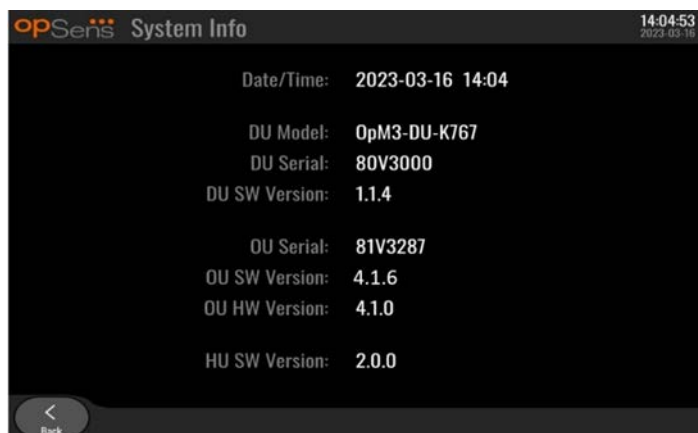 opSens System Info
14:04:53
2023-03-16
Date/Time: 2023-03-16 14:04
DU Model: OpM3-DU-K767
DU Serial: 80V3000
DU SW Version: 1.1.4
OU Serial: 81V3287
OU SW Version: 4.1.6
OU HW Version: 4.1.0
HU SW Version: 2.0.0
Back